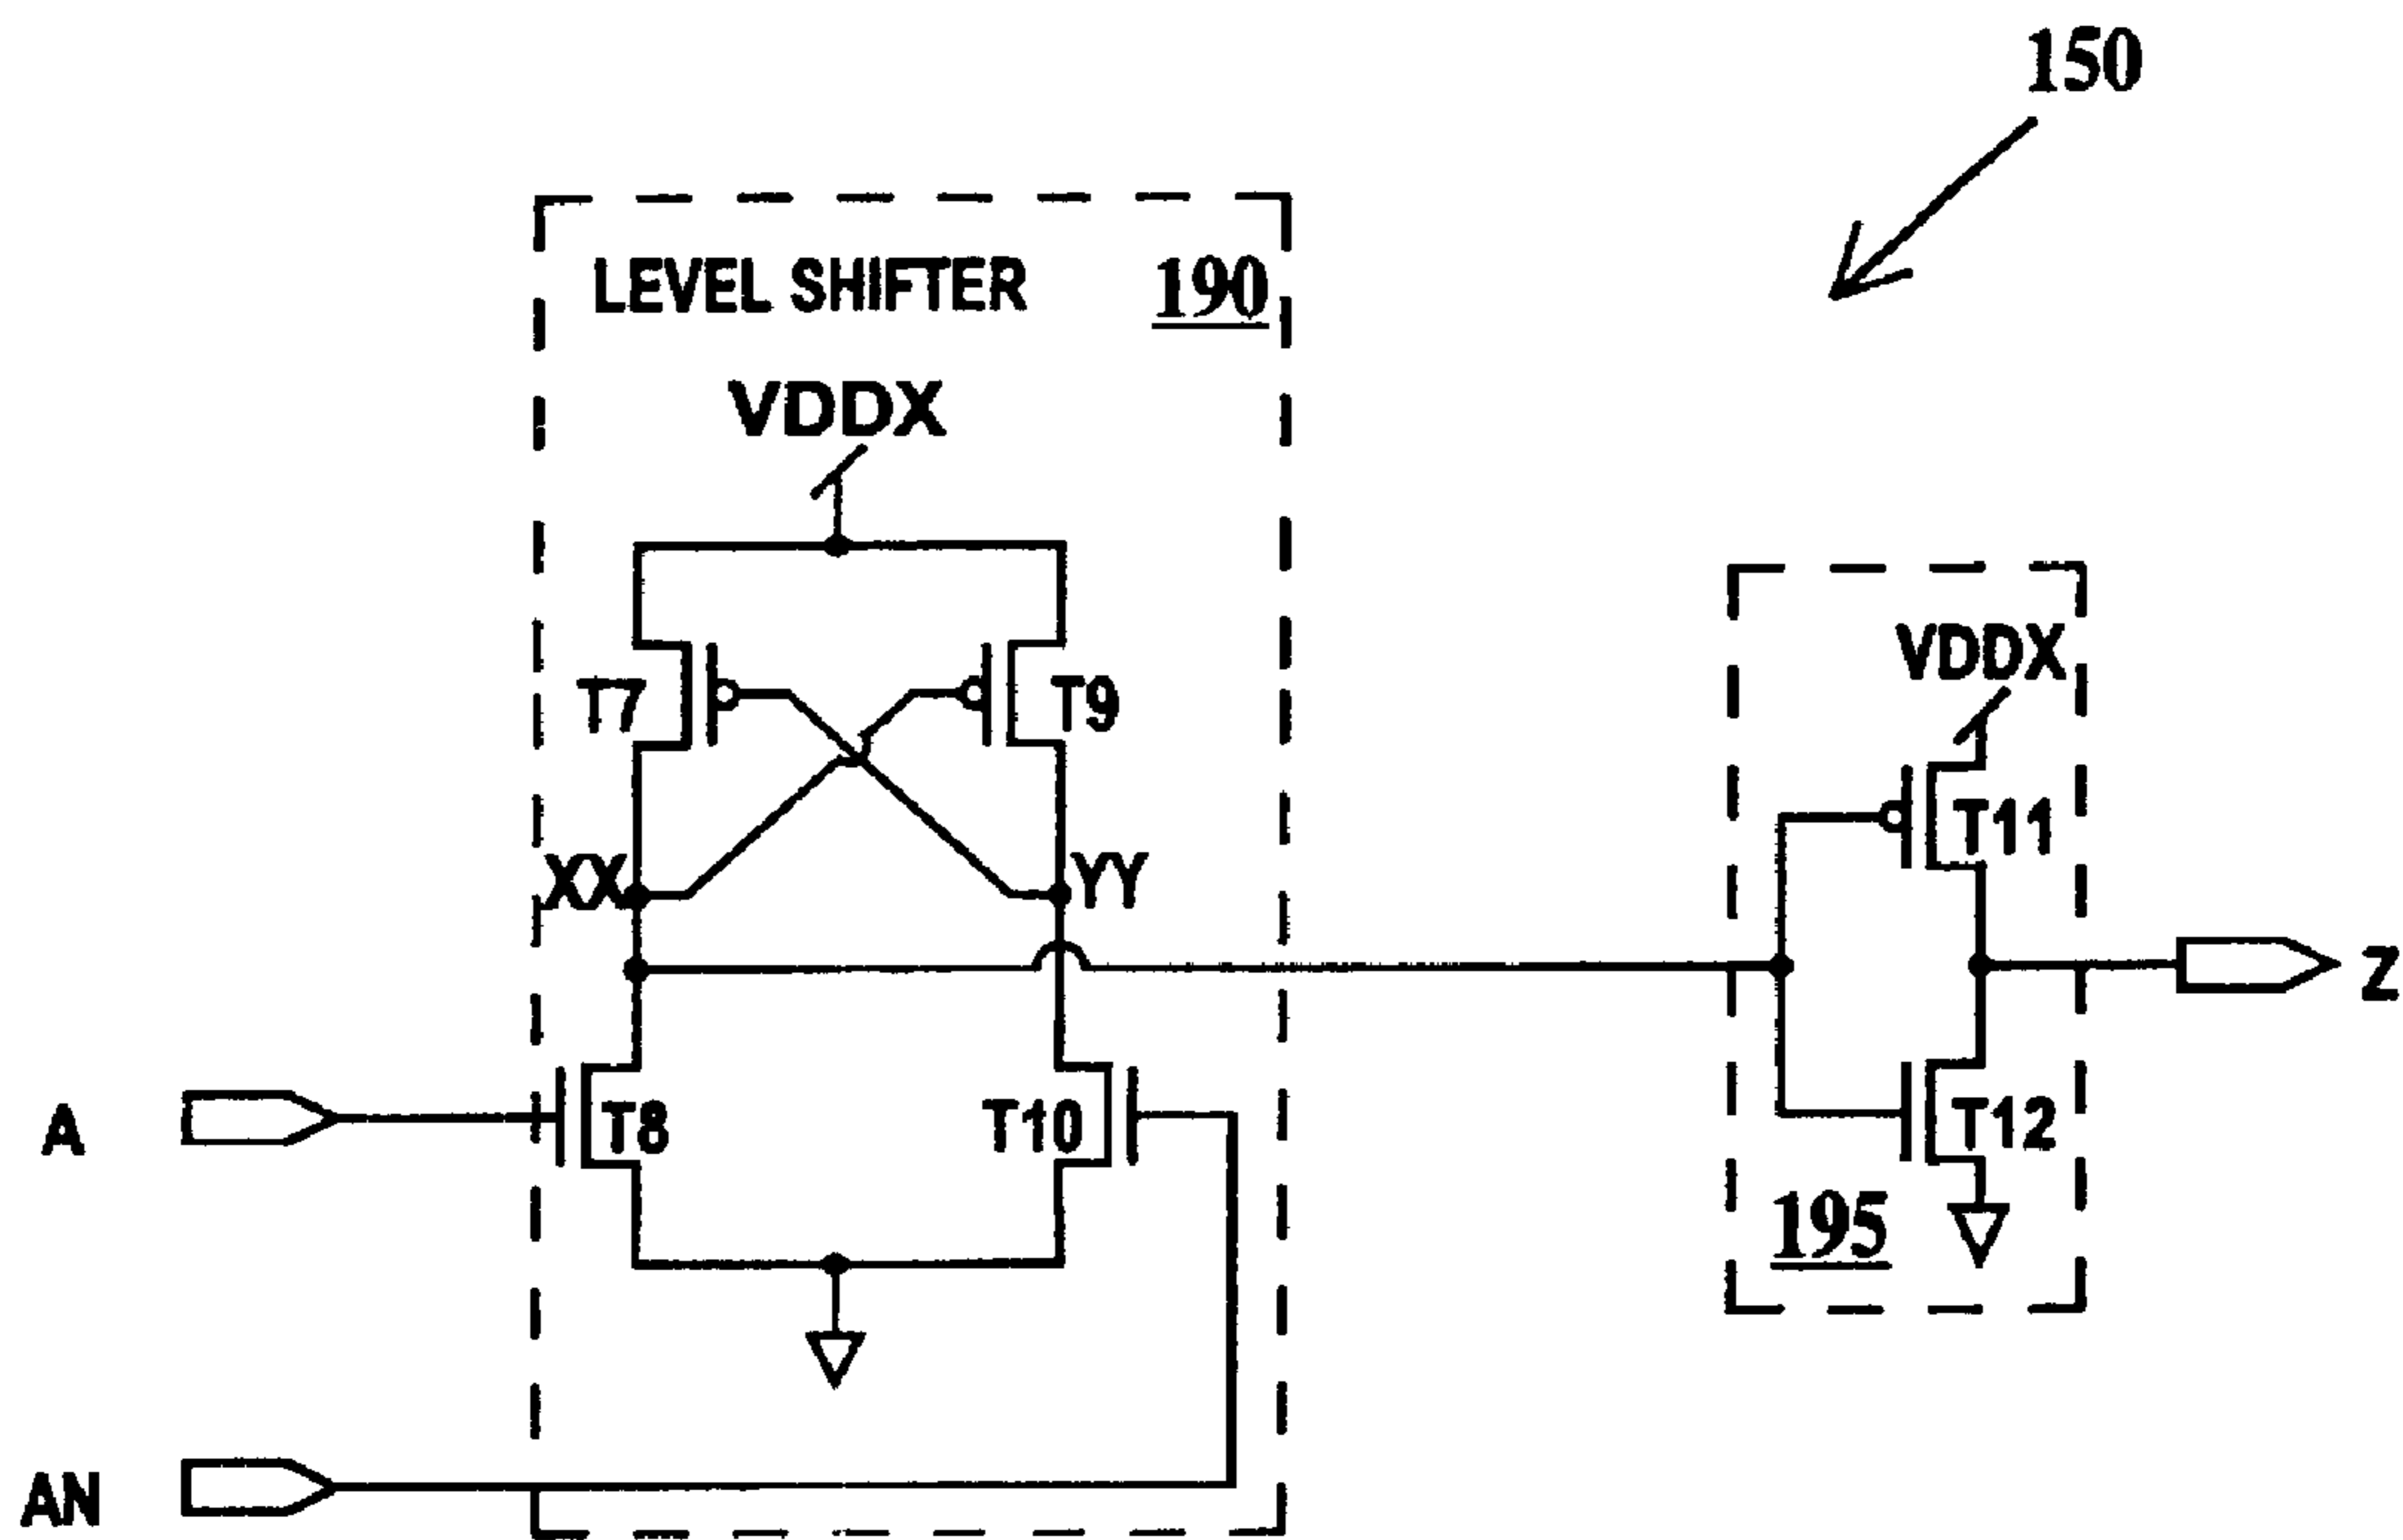 150
LEVEL SHIFTER 190
VDDX
T7
T9
VDDX
T11
XX
YY
Z
A
T8
T10
T12
195
AN